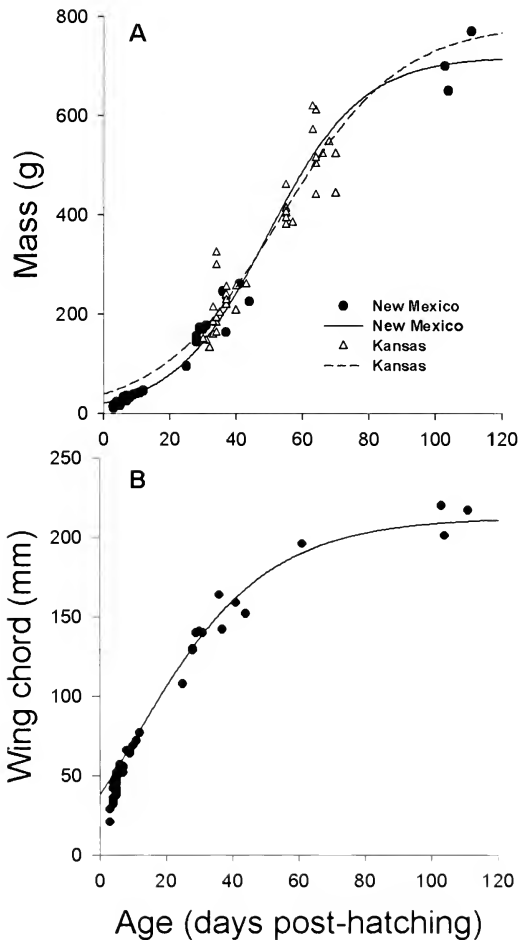 A
800
600
400
200
0
Mass (g)
New Mexico
New Mexico
Kansas
Kansas
0 20 40 60 80 100 120
B
250
200
150
100
50
0
Wing chord (mm)
0 20 40 60 80 100 120
Age (days post-hatching)